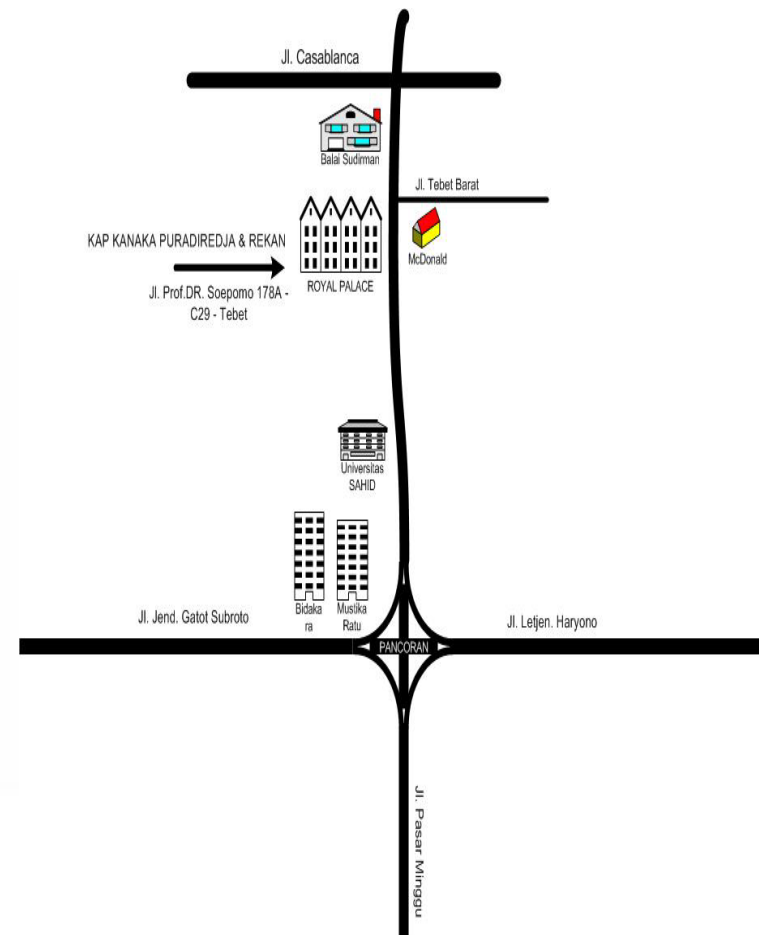 Jl. Casablanca
Balai Sudirman
Jl. Tebet Barat
KAP KANAKA PURADIREDJA & REKAN
McDonald
ROYAL PALACE
Jl. Prof.DR. Soepomo 178A -
C29 - Tebet
Universitas
SAHID
Bidaka
ra
Mustika
Ratu
Jl. Jend. Gatot Subroto
Jl. Letjen. Haryono
PANCORAN
Jl. Pasar Minggu